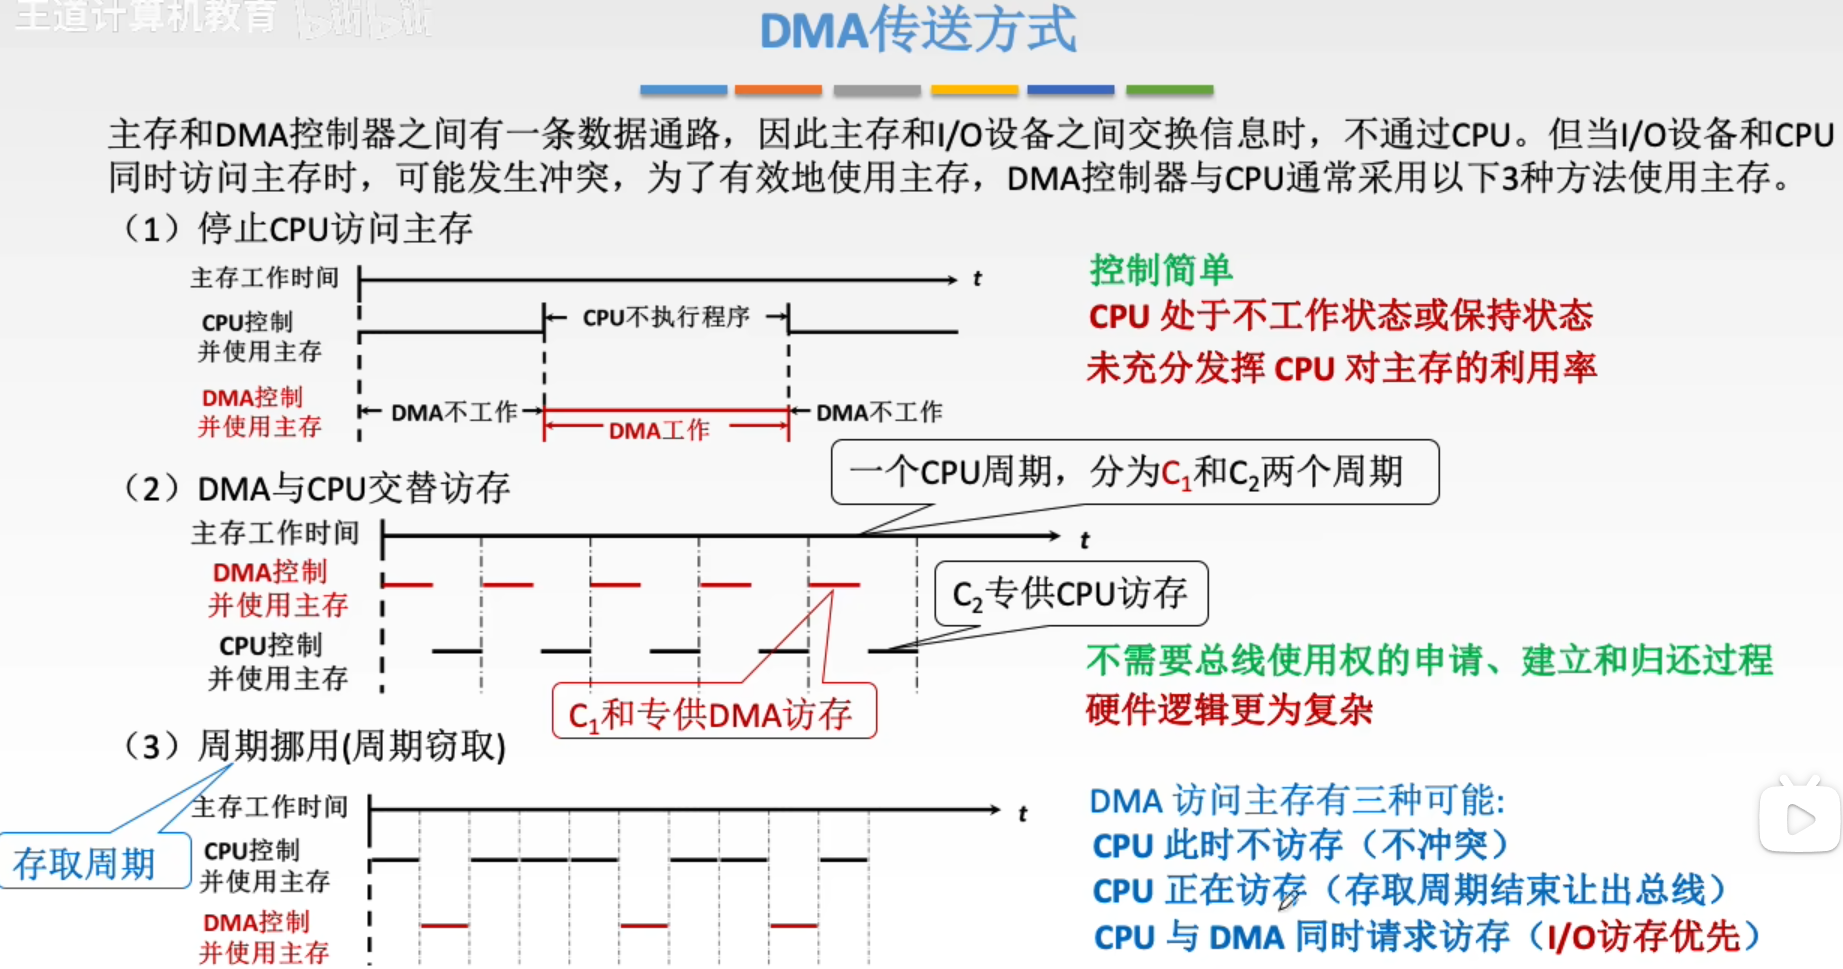 王道计算机教育 bilibili
DMA传送方式
主存和DMA控制器之间有一条数据通路，因此主存和I/O设备之间交换信息时，不通过CPU。但当I/O设备和CPU
同时访问主存时，可能发生冲突，为了有效地使用主存，DMA控制器与CPU通常采用以下3种方法使用主存。
（1）停止CPU访问主存
主存工作时间
t
CPU控制
并使用主存
CPU不执行程序
DMA控制
并使用主存
DMA不工作
DMA工作
DMA不工作
控制简单
CPU 处于不工作状态或保持状态
未充分发挥 CPU 对主存的利用率
（2）DMA与CPU交替访存
一个CPU周期，分为C1和C2两个周期
主存工作时间
t
DMA控制
并使用主存
C2专供CPU访存
CPU控制
并使用主存
C1和专供DMA访存
不需要总线使用权的申请、建立和归还过程
硬件逻辑更为复杂
（3）周期挪用(周期窃取)
主存工作时间
t
存取周期
CPU控制
并使用主存
DMA控制
并使用主存
DMA 访问主存有三种可能:
CPU 此时不访存（不冲突）
CPU 正在访存（存取周期结束让出总线）
CPU 与 DMA 同时请求访存（I/O访存优先）